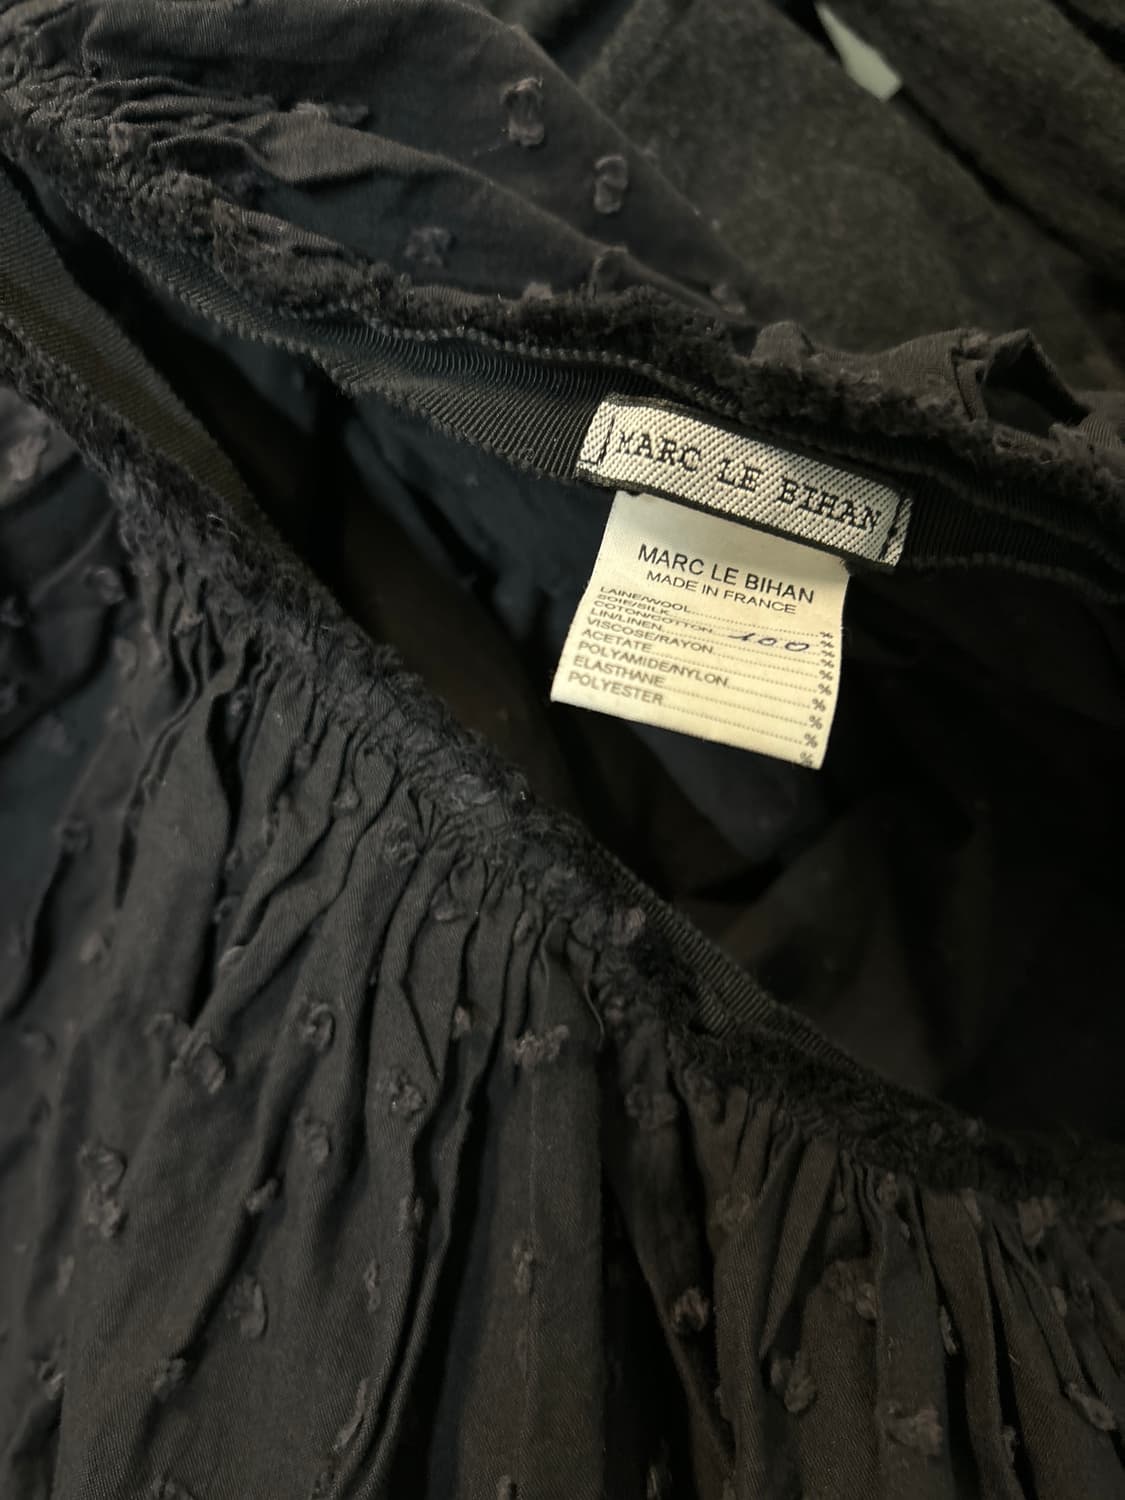 MARC LE BIHAN
MARC LE BIHAN
MADE IN FRANCE
LAINE/WOOL %
SOIE/SILK %
COTON/COTTON 100 %
LIN/LINEN %
VISCOSE/RAYON %
ACETATE %
POLYAMIDE/NYLON %
ELASTHANE %
POLYESTER %